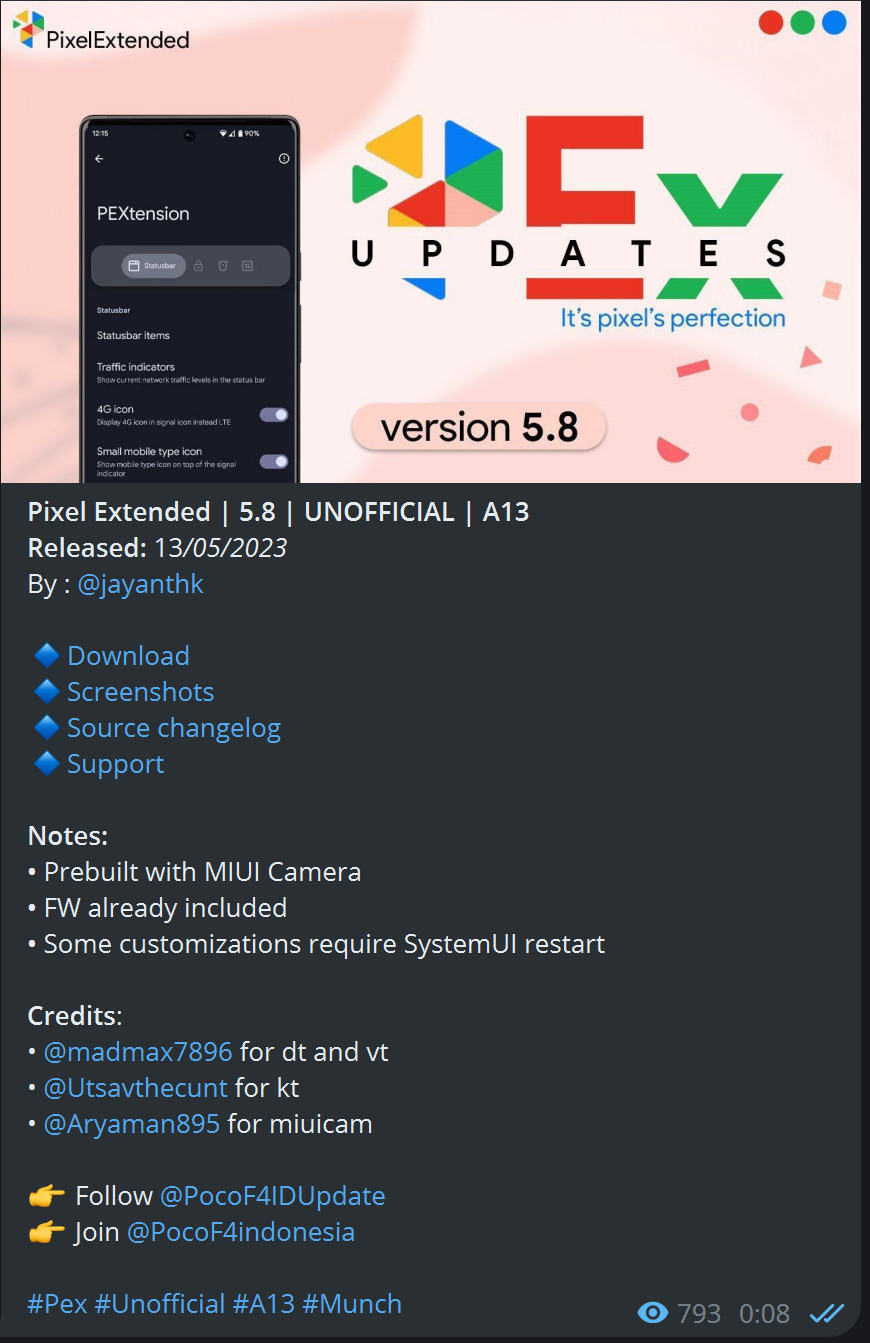 PixelExtended
12:15
90%
PEXtension
Statusbar
Statusbar
Statusbar items
Traffic indicators
Show current network traffic levels in the status bar
4G icon
Display 4G icon in signal icon instead LTE
Small mobile type icon
Show mobile type icon on top of the signal
indicator
PEx
UPDATES
It's pixel's perfection
version 5.8
Pixel Extended | 5.8 | UNOFFICIAL | A13
Released: 13/05/2023
By : @jayanthk
🔷 Download
🔷 Screenshots
🔷 Source changelog
🔷 Support
Notes:
• Prebuilt with MIUI Camera
• FW already included
• Some customizations require SystemUI restart
Credits:
• @madmax7896 for dt and vt
• @Utsavthecunt for kt
• @Aryaman895 for miuicam
👉 Follow @PocoF4IDUpdate
👉 Join @PocoF4indonesia
#Pex #Unofficial #A13 #Munch
793 0:08